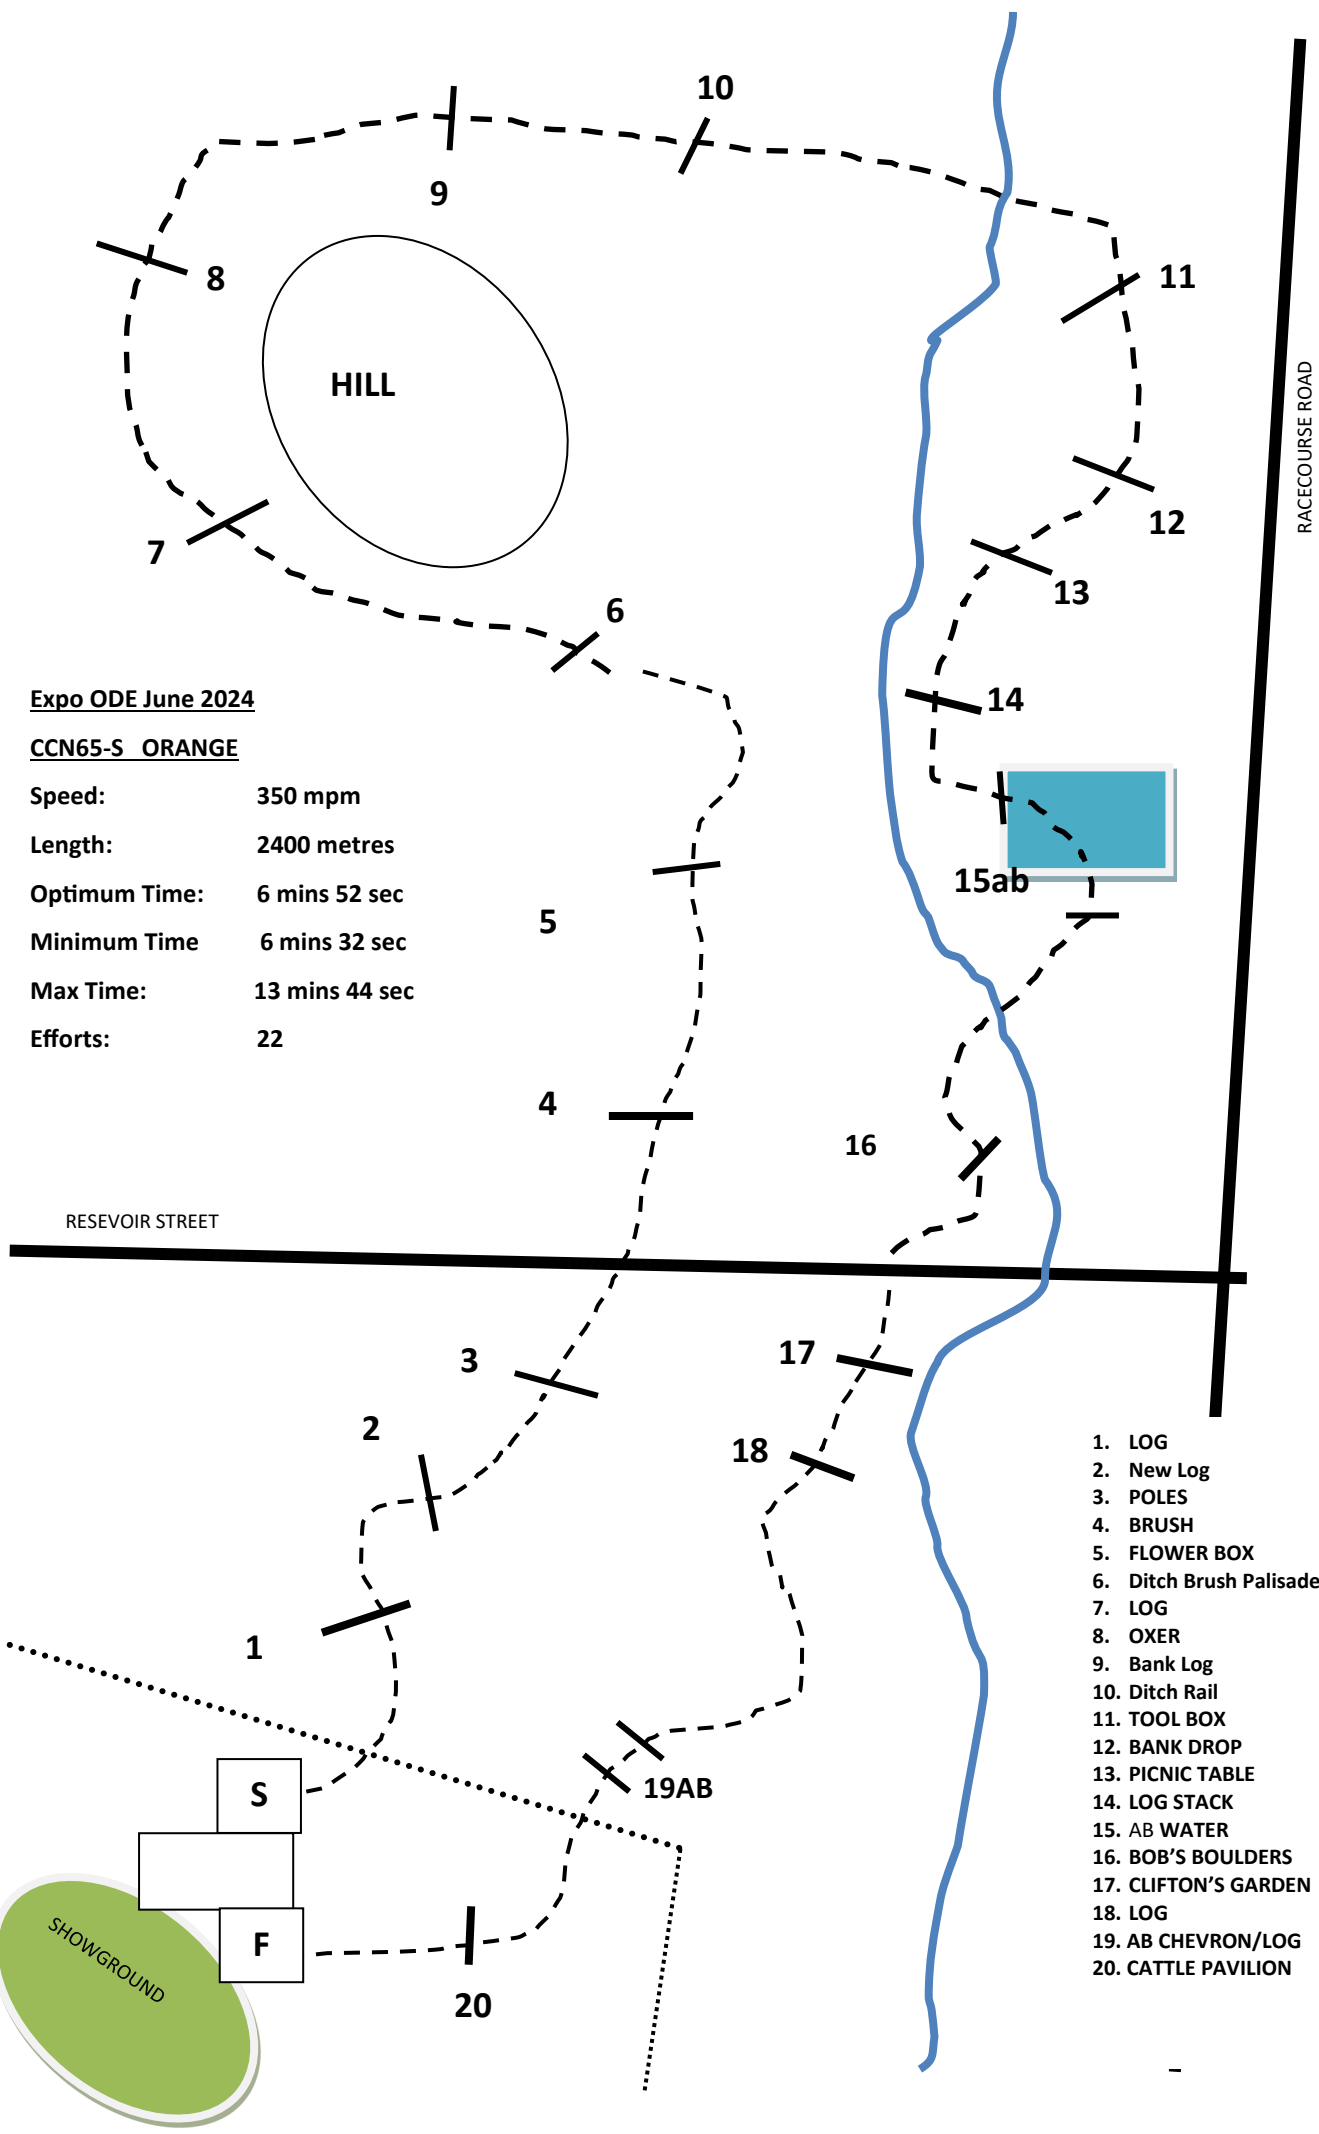 10
9
8
11
HILL
RACECOURSE ROAD
12
7
13
6
14
Expo ODE June 2024
CCN65-S ORANGE
Speed: 350 mpm
Length: 2400 metres
Optimum Time: 6 mins 52 sec
Minimum Time 6 mins 32 sec
Max Time: 13 mins 44 sec
Efforts: 22
15ab
5
4
16
RESEVOIR STREET
3
17
2
18
1
19AB
S
F
SHOWGROUND
20
1. LOG
2. New Log
3. POLES
4. BRUSH
5. FLOWER BOX
6. Ditch Brush Palisade
7. LOG
8. OXER
9. Bank Log
10. Ditch Rail
11. TOOL BOX
12. BANK DROP
13. PICNIC TABLE
14. LOG STACK
15. AB WATER
16. BOB'S BOULDERS
17. CLIFTON'S GARDEN
18. LOG
19. AB CHEVRON/LOG
20. CATTLE PAVILION